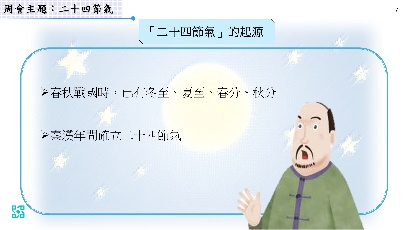 周會主題：二十四節氣
「二十四節氣」的起源
➢春秋戰國時，已有冬至、夏至、春分、秋分
➢秦漢年間確立二十四節氣